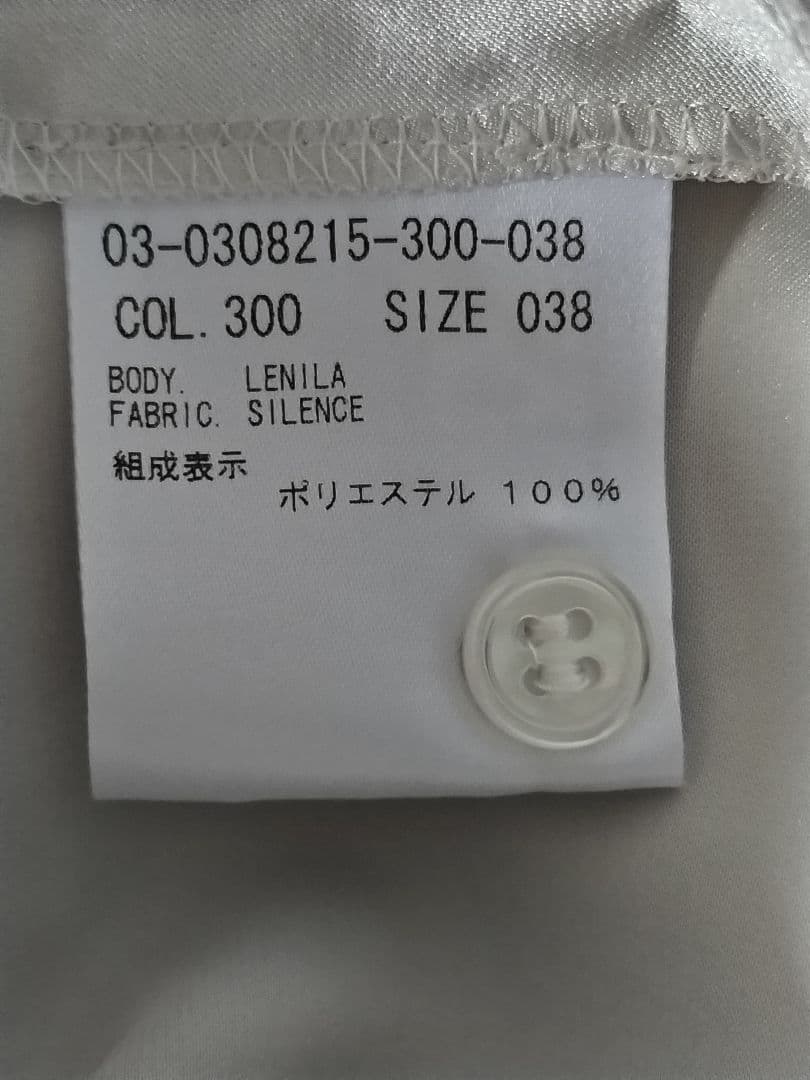 03-0308215-300-038
COL. 300 SIZE 038
BODY. LENILA
FABRIC. SILENCE
組成表示
ポリエステル 100%